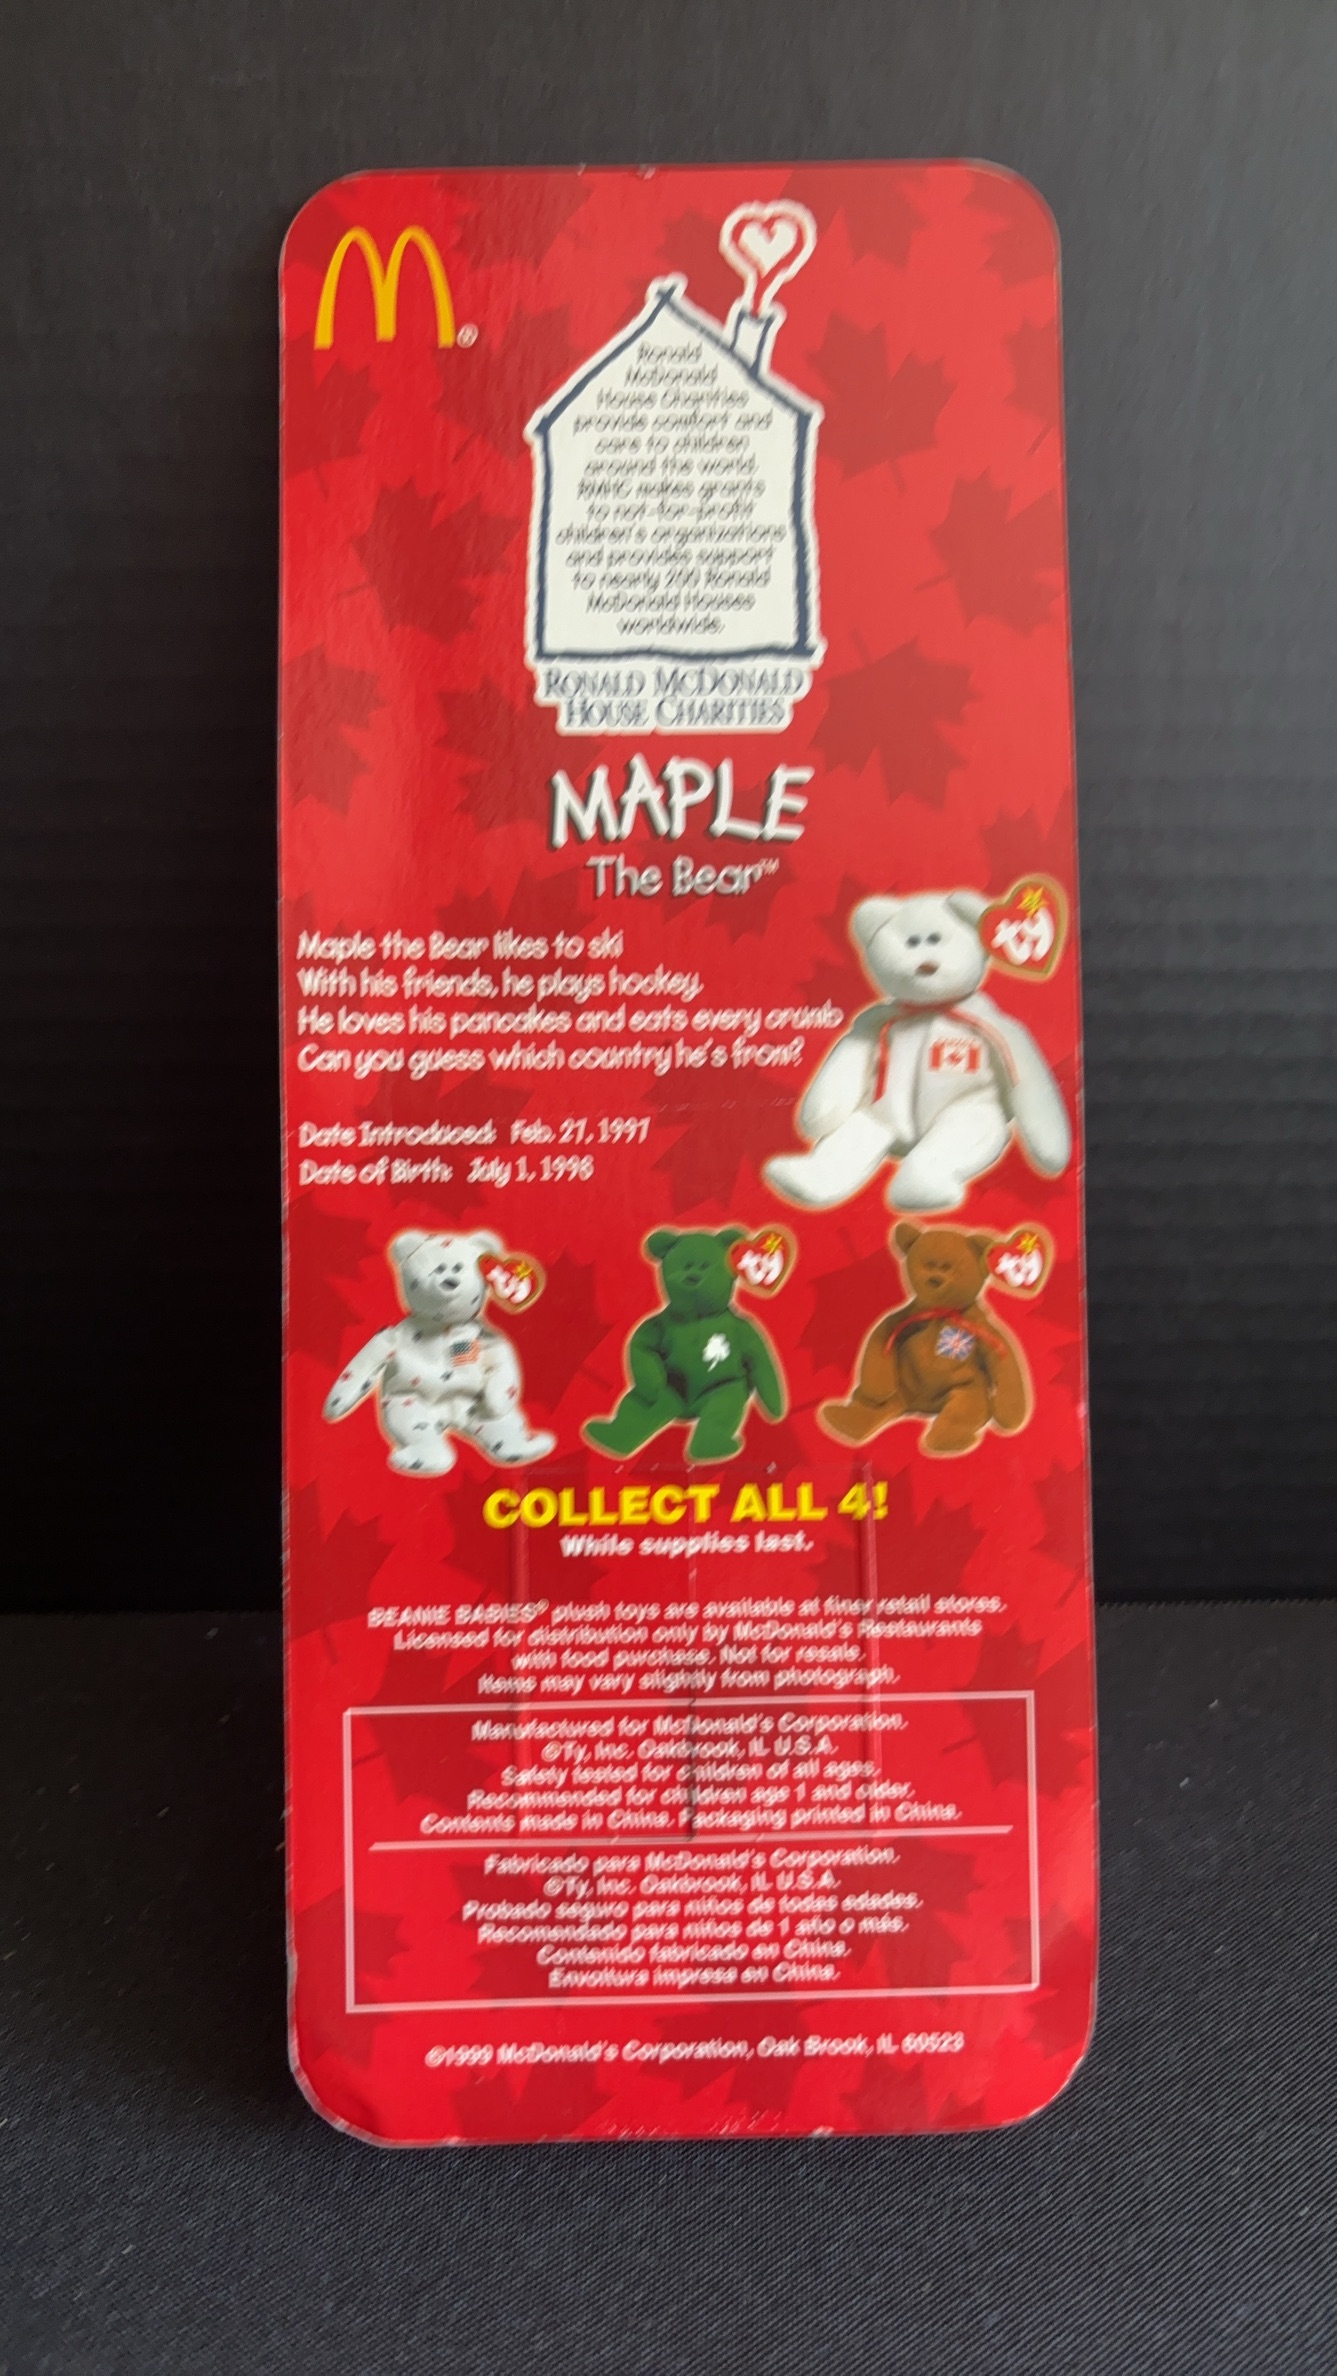 M®
Ronald
McDonald
House Charities
provide comfort and
care to children
around the world.
RMHC makes grants
to not-for-profit
children's organizations
and provides support
to nearly 200 Ronald
McDonald Houses
worldwide.
RONALD MCDONALD
HOUSE CHARITIES
MAPLE
The Bear™
Maple the Bear likes to ski
With his friends, he plays hockey.
He loves his pancakes and eats every crumb
Can you guess which country he's from?
ty
Date Introduced: Feb. 21, 1997
Date of Birth: July 1, 1996
ty
ty
ty
COLLECT ALL 4!
While supplies last.
BEANIE BABIES® plush toys are available at finer retail stores.
Licensed for distribution only by McDonald's Restaurants
with food purchase. Not for resale.
Items may vary slightly from photograph.
Manufactured for McDonald's Corporation.
©Ty, Inc. Oakbrook, IL U.S.A.
Safety tested for children of all ages.
Recommended for children age 1 and older.
Contents made in China. Packaging printed in China.
Fabricado para McDonald's Corporation.
©Ty, Inc. Oakbrook, IL U.S.A.
Probado seguro para niños de todas edades.
Recomendado para niños de 1 año o más.
Contenido fabricado en China.
Envoltura impresa en China.
©1999 McDonald's Corporation, Oak Brook, IL 60523